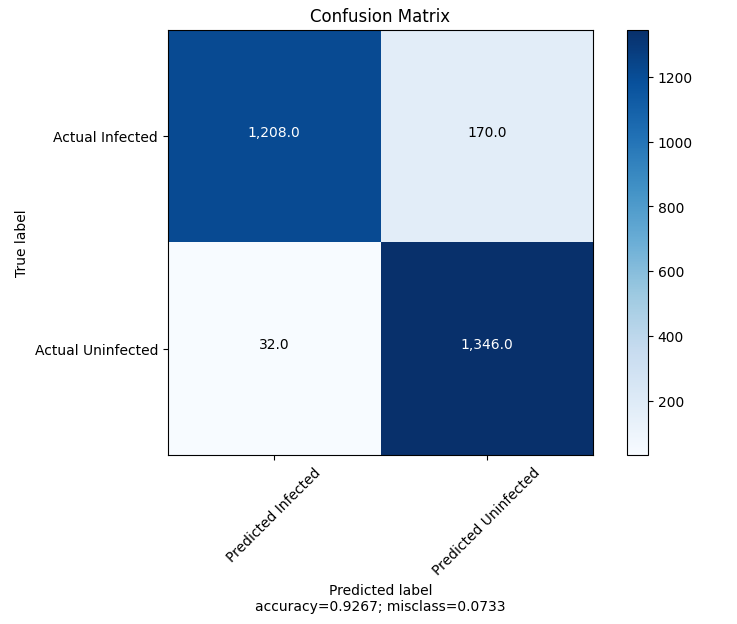 Confusion Matrix
True label
Actual Infected
1,208.0
170.0
Actual Uninfected
32.0
1,346.0
Predicted Infected
Predicted Uninfected
Predicted label
accuracy=0.9267; misclass=0.0733
1200
1000
800
600
400
200